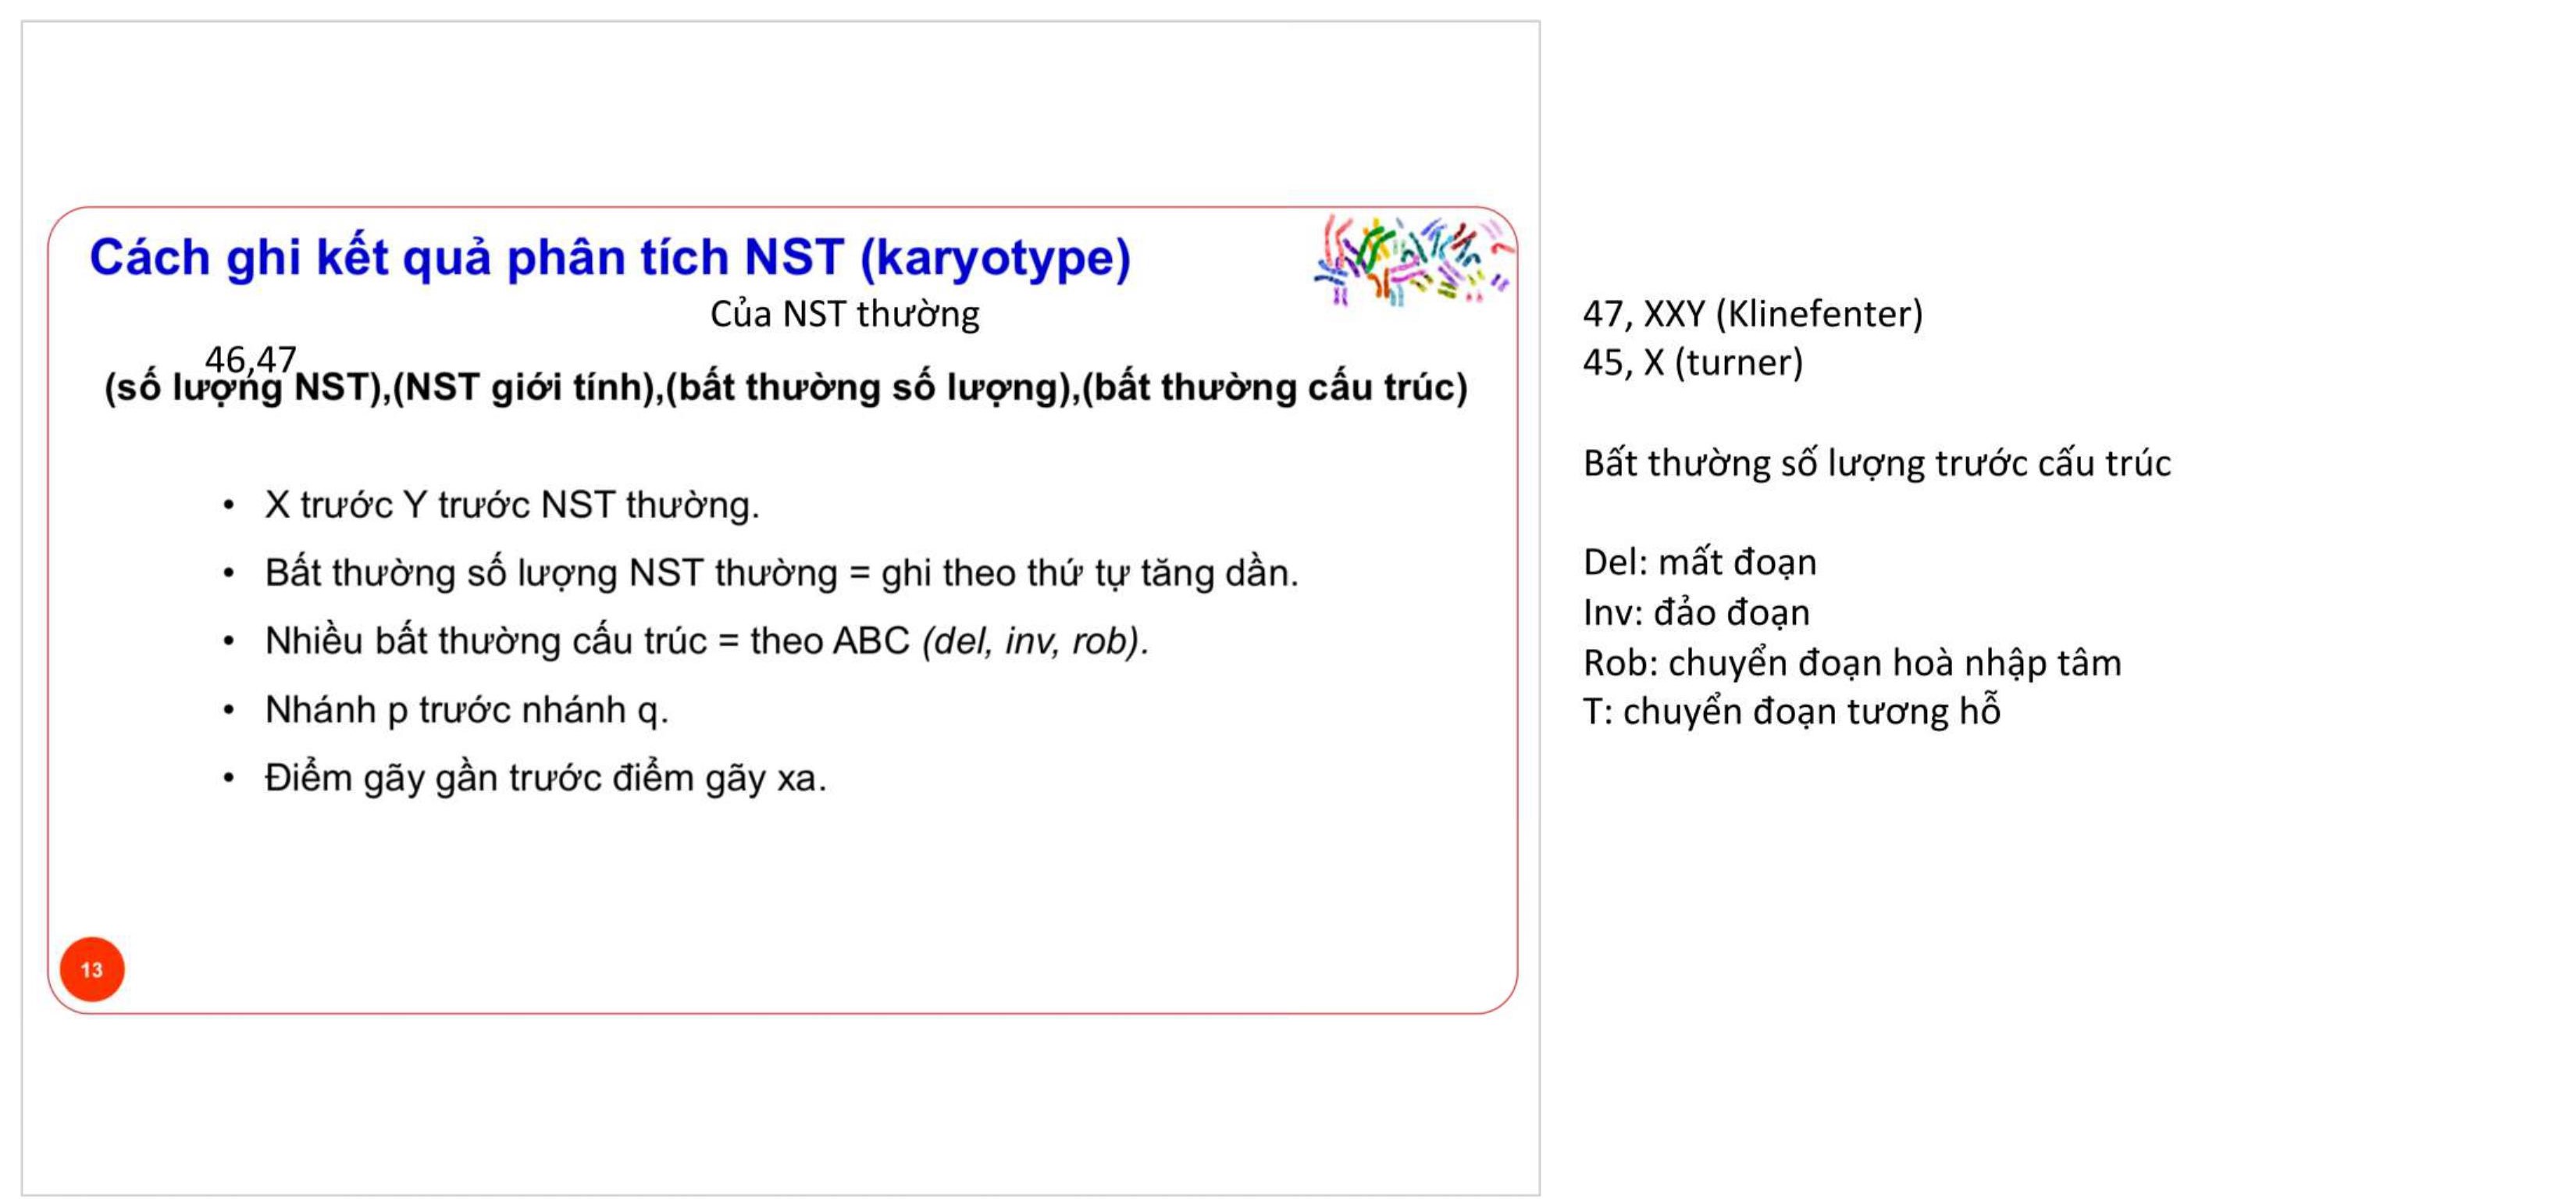 Cách ghi kết quả phân tích NST (karyotype)
Của NST thường
46,47
(số lượng NST),(NST giới tính),(bất thường số lượng),(bất thường cấu trúc)
• X trước Y trước NST thường.
• Bất thường số lượng NST thường = ghi theo thứ tự tăng dần.
• Nhiều bất thường cấu trúc = theo ABC (del, inv, rob).
• Nhánh p trước nhánh q.
• Điểm gãy gần trước điểm gãy xa.
13
47, XXY (Klinefenter)
45, X (turner)
Bất thường số lượng trước cấu trúc
Del: mất đoạn
Inv: đảo đoạn
Rob: chuyển đoạn hoà nhập tâm
T: chuyển đoạn tương hỗ